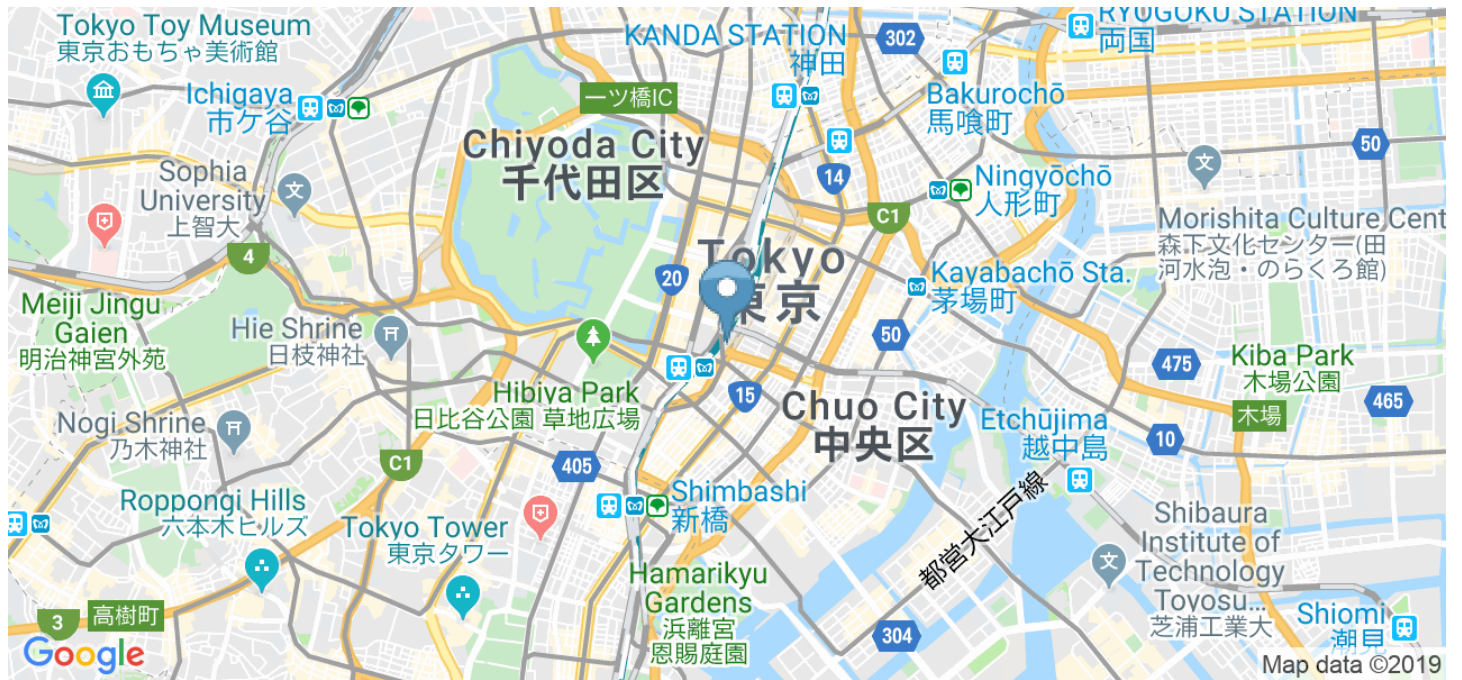 Tokyo Toy Museum
東京おもちゃ美術館
KANDA STATION
神田
302
RYOGOKU STATION
両国
Ichigaya
市ケ谷
一ツ橋IC
Bakurochō
馬喰町
Chiyoda City
千代田区
50
Sophia
University
上智大
14
Ningyōchō
人形町
C1
Morishita Culture Cent
森下文化センター(田
河水泡・のらくろ館)
4
Tokyo
東京
20
Kayabachō Sta.
茅場町
Meiji Jingu
Gaien
明治神宮外苑
Hie Shrine
日枝神社
50
475
Kiba Park
木場公園
Hibiya Park
日比谷公園 草地広場
15
Chuo City
中央区
465
木場
Nogi Shrine
乃木神社
Etchūjima
越中島
10
C1
405
Shimbashi
新橋
Roppongi Hills
六本木ヒルズ
Tokyo Tower
東京タワー
都営大江戸線
Shibaura
Institute of
Technology
Toyosu...
芝浦工業大
Hamarikyu
Gardens
浜離宮
恩賜庭園
3
高樹町
304
Shiomi
潮見
Google
Map data ©2019